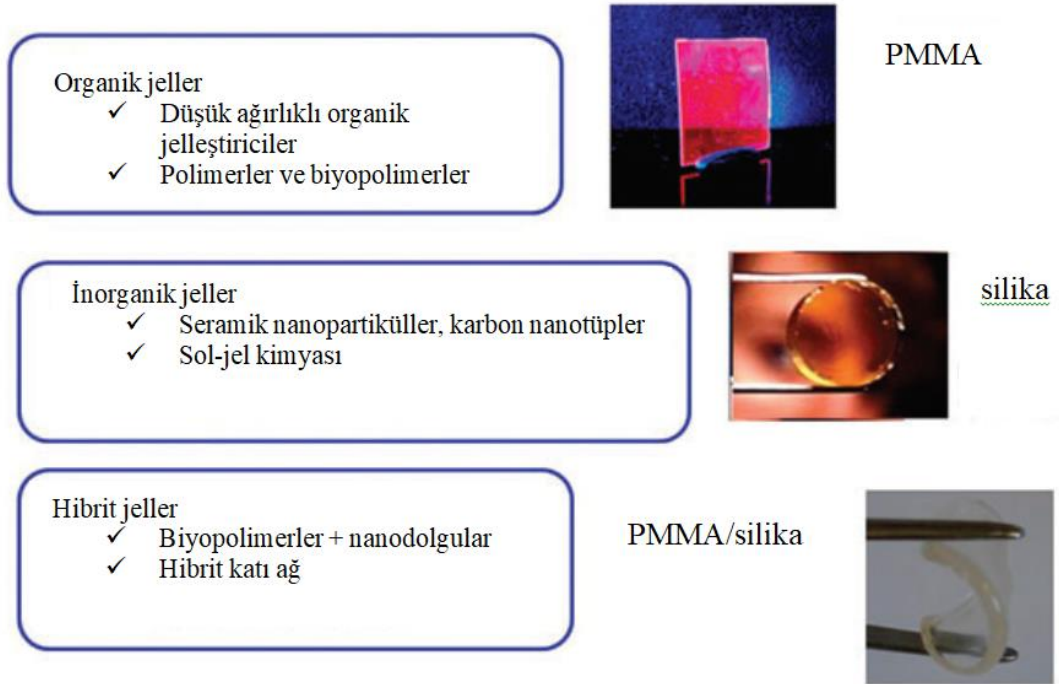 PMMA
Organik jeller
✓ Düşük ağırlıklı organik
jelleştiriciler
✓ Polimerler ve biyopolimerler
silika
İnorganik jeller
✓ Seramik nanopartiküller, karbon nanotüpler
✓ Sol-jel kimyası
Hibrit jeller
✓ Biyopolimerler + nanodolgular
✓ Hibrit katı ağ
PMMA/silika